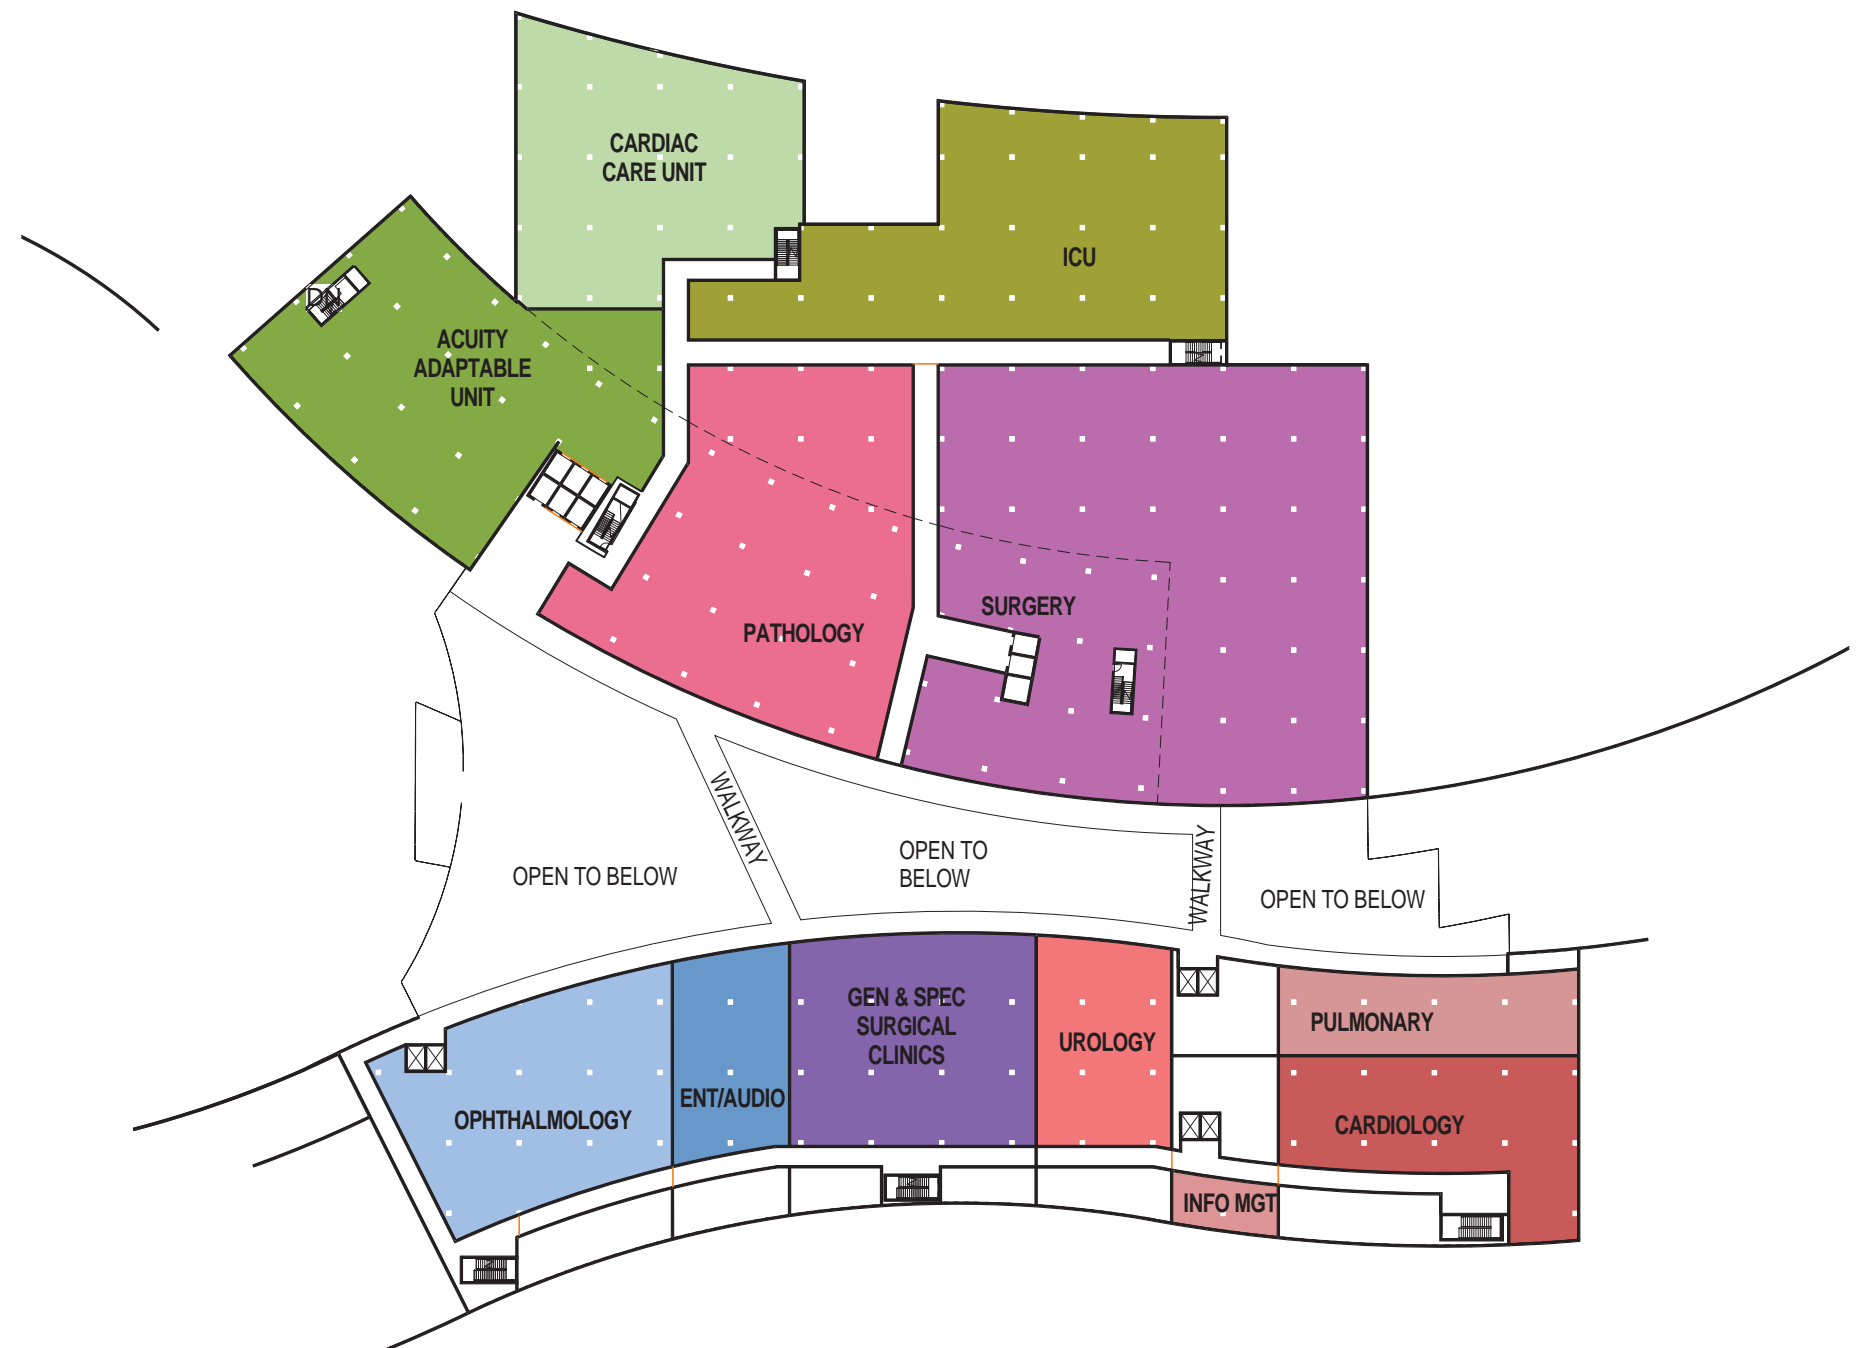 CARDIAC
CARE UNIT
ICU
ACUITY
ADAPTABLE
UNIT
SURGERY
PATHOLOGY
WALKWAY
WALKWAY
OPEN TO
BELOW
OPEN TO BELOW
OPEN TO BELOW
GEN & SPEC
SURGICAL
CLINICS
PULMONARY
UROLOGY
ENT/AUDIO
OPHTHALMOLOGY
CARDIOLOGY
INFO MGT